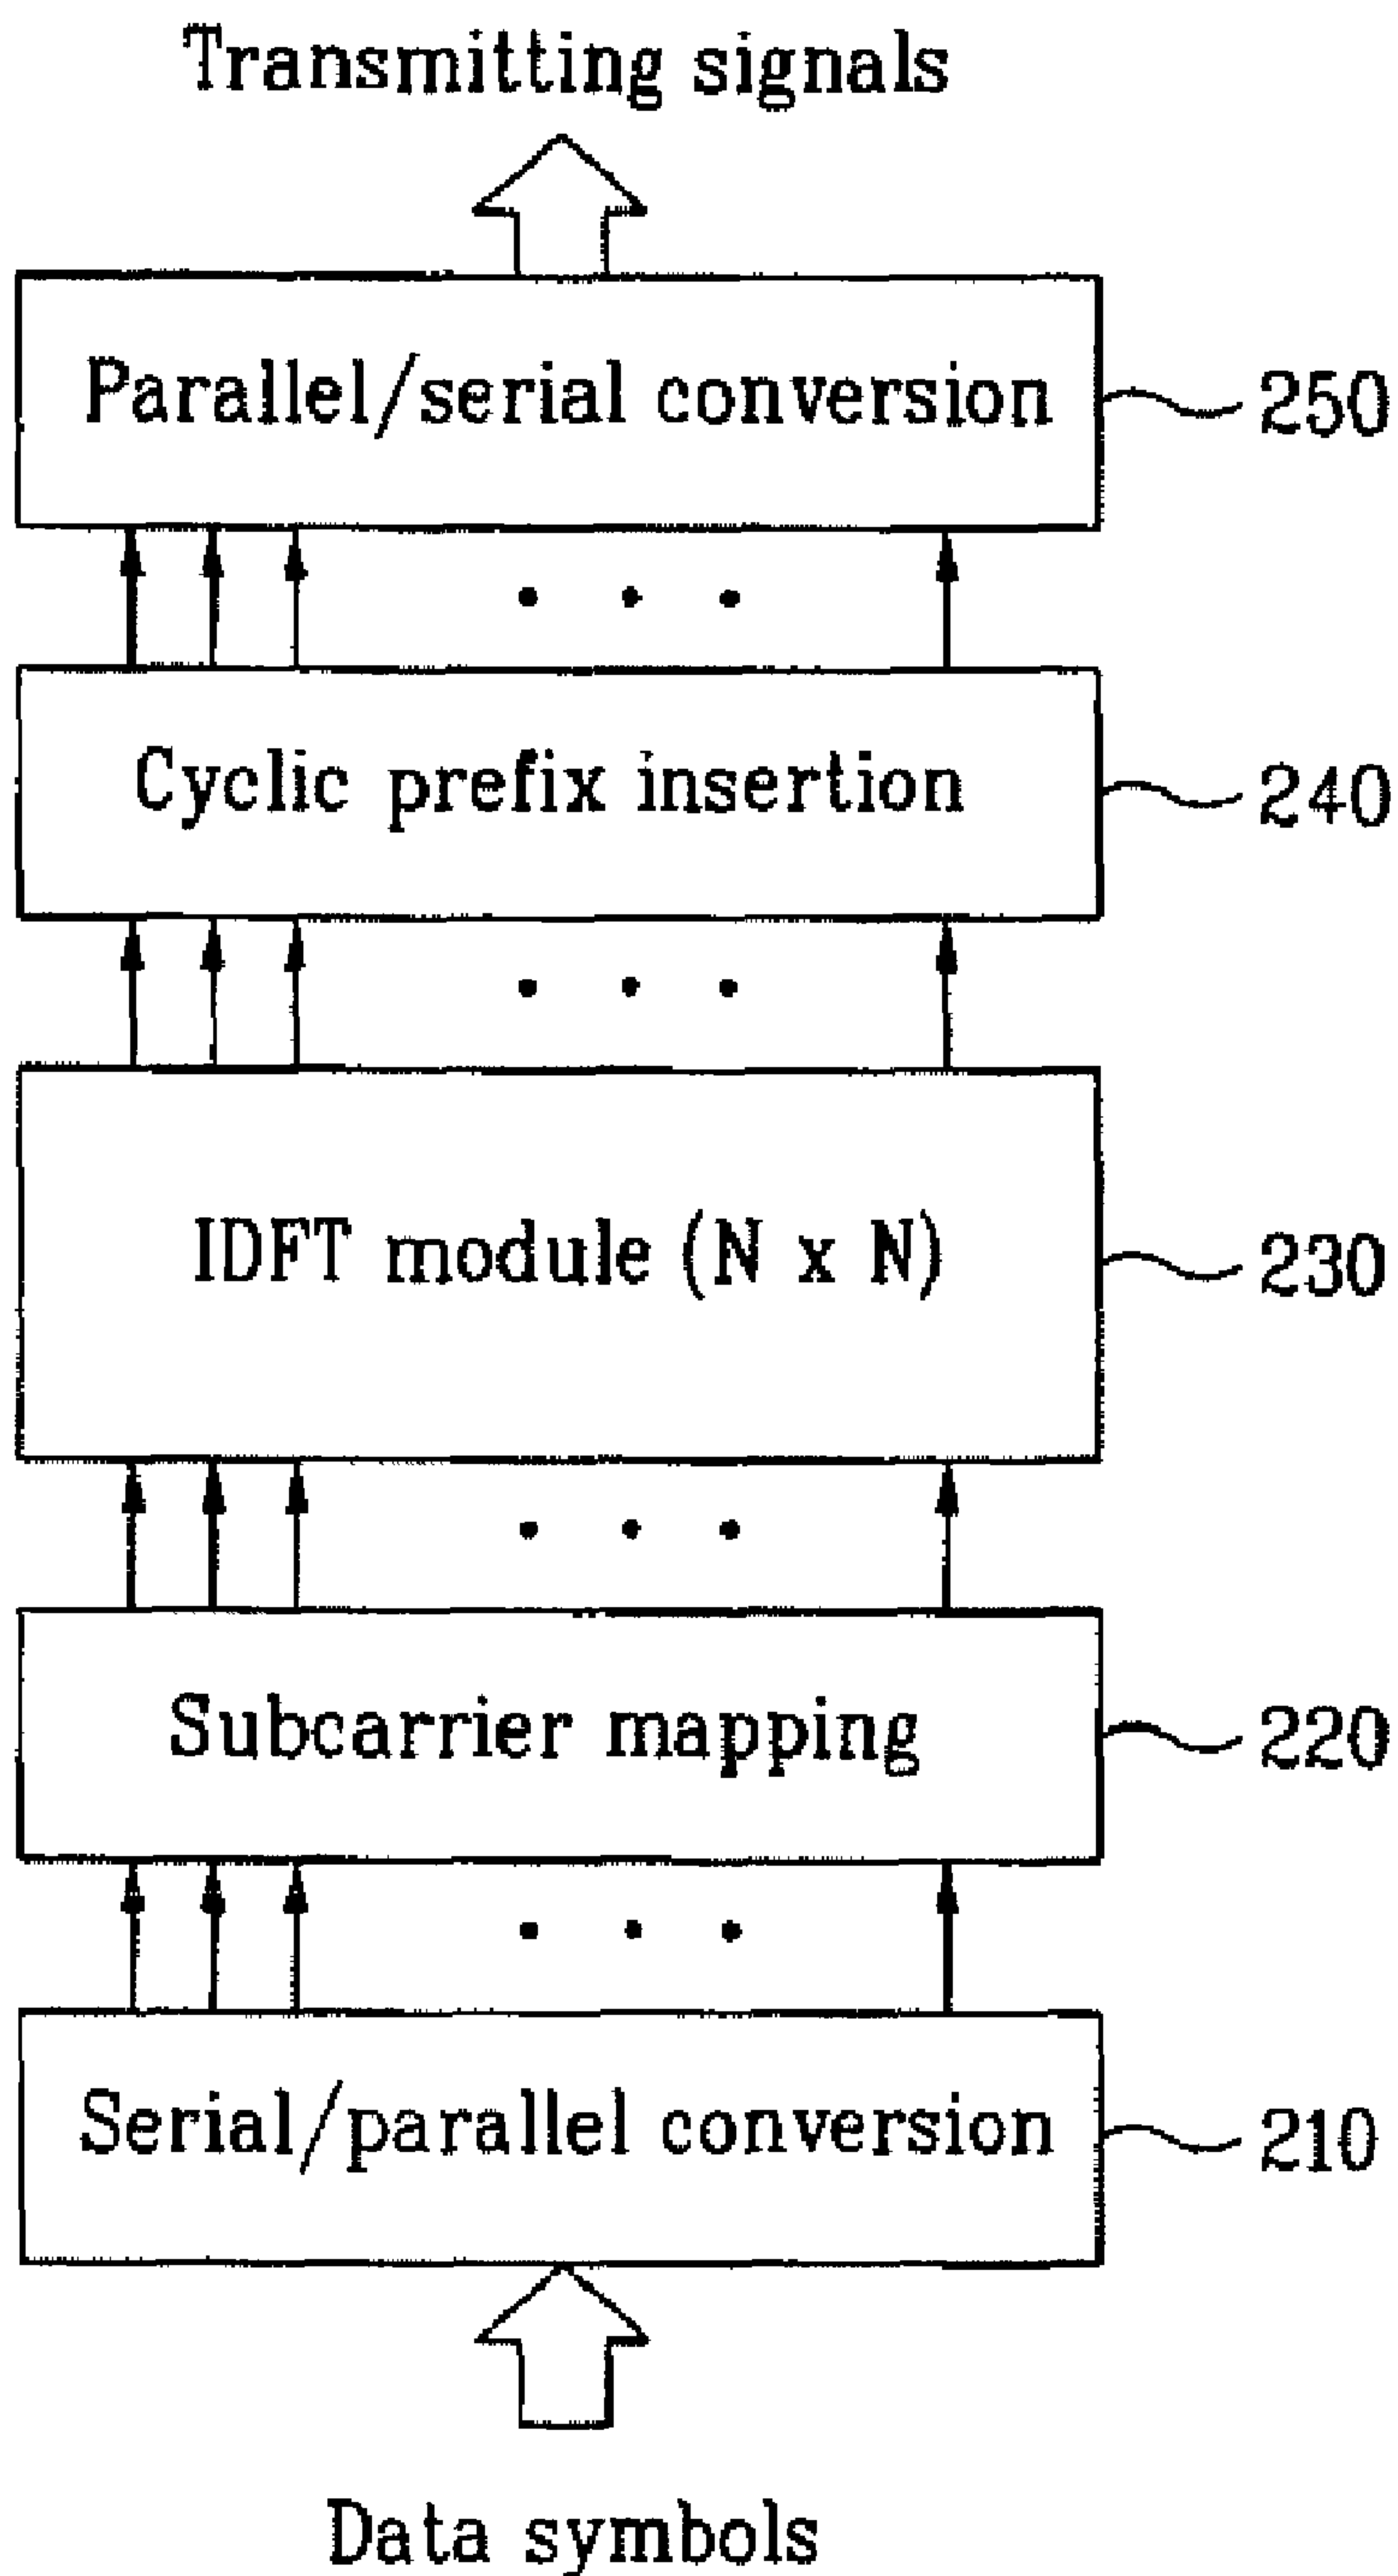 Transmitting signals
Parallel/serial conversion
250
Cyclic prefix insertion
240
IDFT module (N x N)
230
Subcarrier mapping
220
Serial/parallel conversion
210
Data symbols